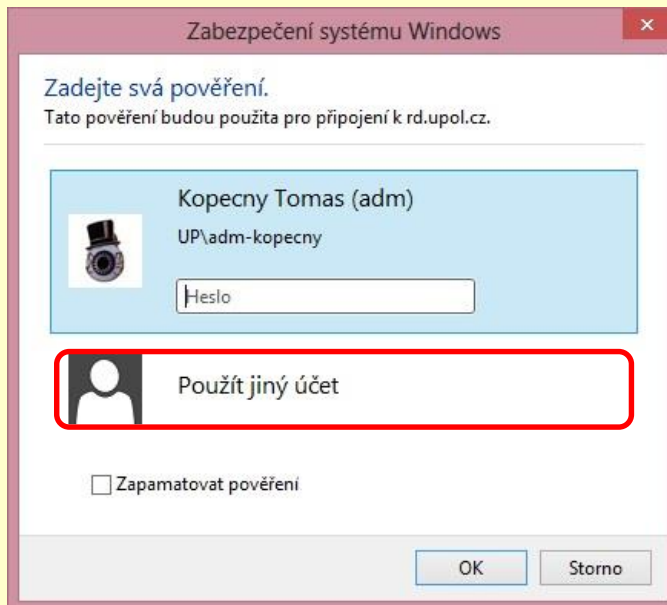 Zabezpečení systému Windows
Zadejte svá pověření.
Tato pověření budou použita pro připojení k rd.upol.cz.
Kopecny Tomas (adm)
UP\adm-kopecny
Heslo
Použít jiný účet
Zapamatovat pověření
OK
Storno